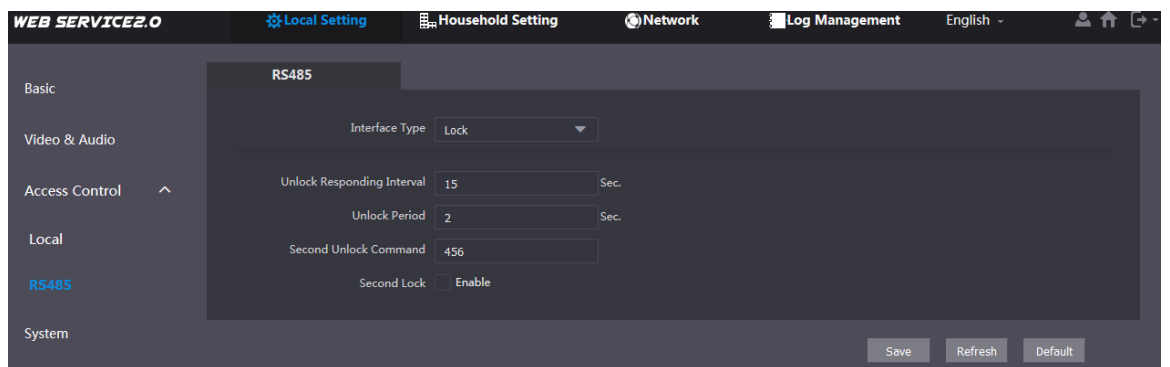 WEB SERVICE2.0 Local Setting Household Setting Network Log Management English
RS485
Basic
Interface Type Lock
Video & Audio
Access Control
Unlock Responding Interval 15 Sec.
Unlock Period 2 Sec.
Local
Second Unlock Command 456
RS485
Second Lock Enable
System
Save Refresh Default